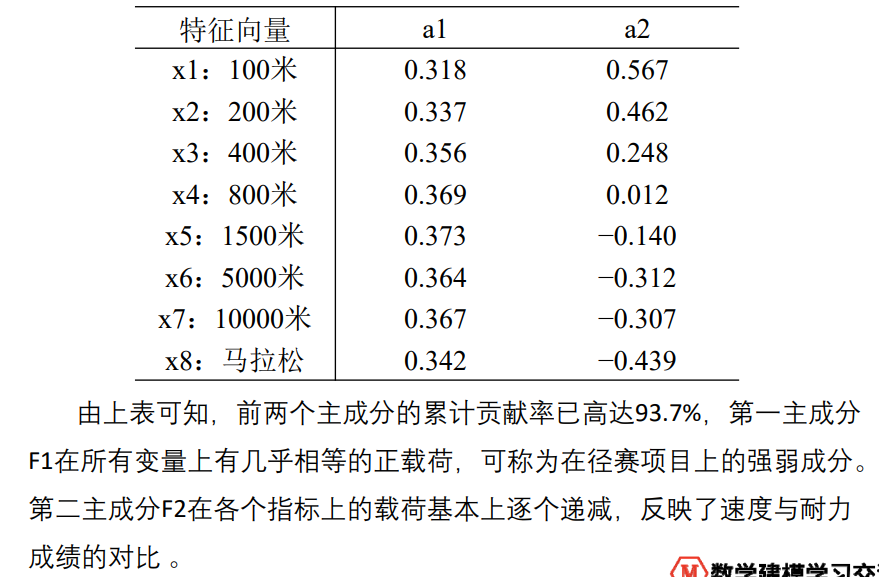 特征向量 a1 a2
x1：100米 0.318 0.567
x2：200米 0.337 0.462
x3：400米 0.356 0.248
x4：800米 0.369 0.012
x5：1500米 0.373 −0.140
x6：5000米 0.364 −0.312
x7：10000米 0.367 −0.307
x8：马拉松 0.342 −0.439
由上表可知，前两个主成分的累计贡献率已高达93.7%，第一主成分
F1在所有变量上有几乎相等的正载荷，可称为在径赛项目上的强弱成分。
第二主成分F2在各个指标上的载荷基本上逐个递减，反映了速度与耐力
成绩的对比 。
M 数学建模学习交